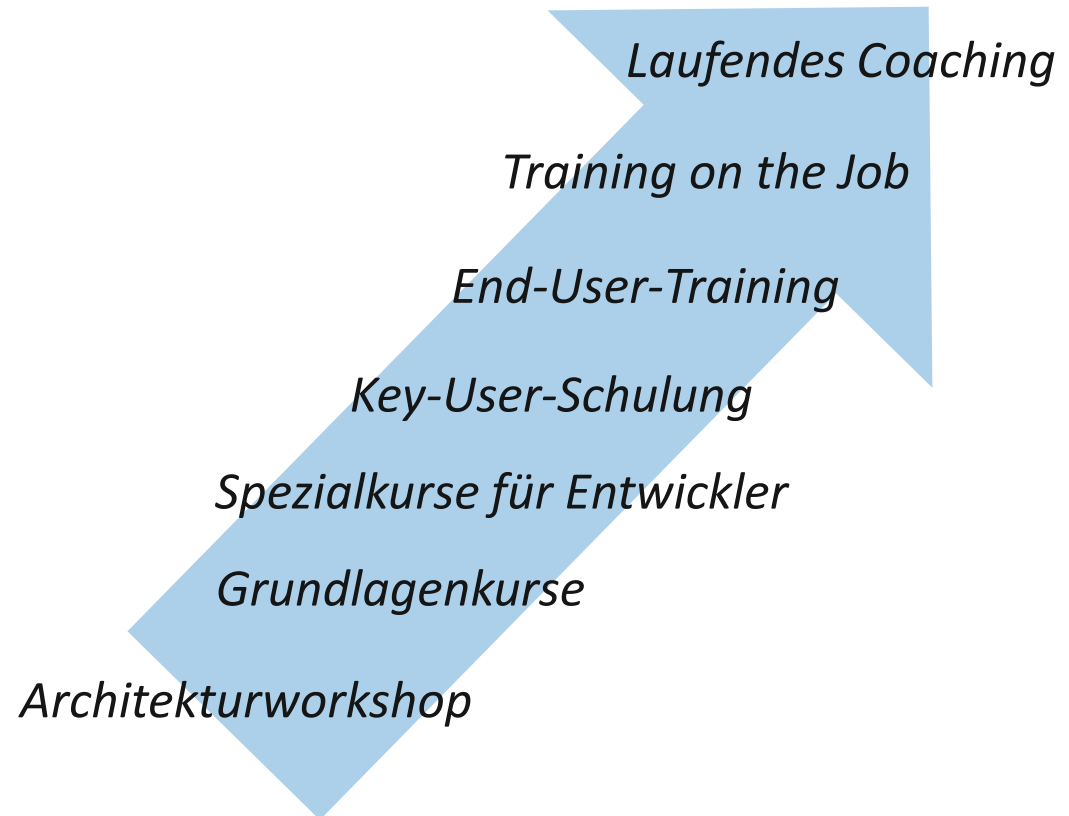 Laufendes Coaching
Training on the Job
End-User-Training
Key-User-Schulung
Spezialkurse für Entwickler
Grundlagenkurse
Architekturworkshop